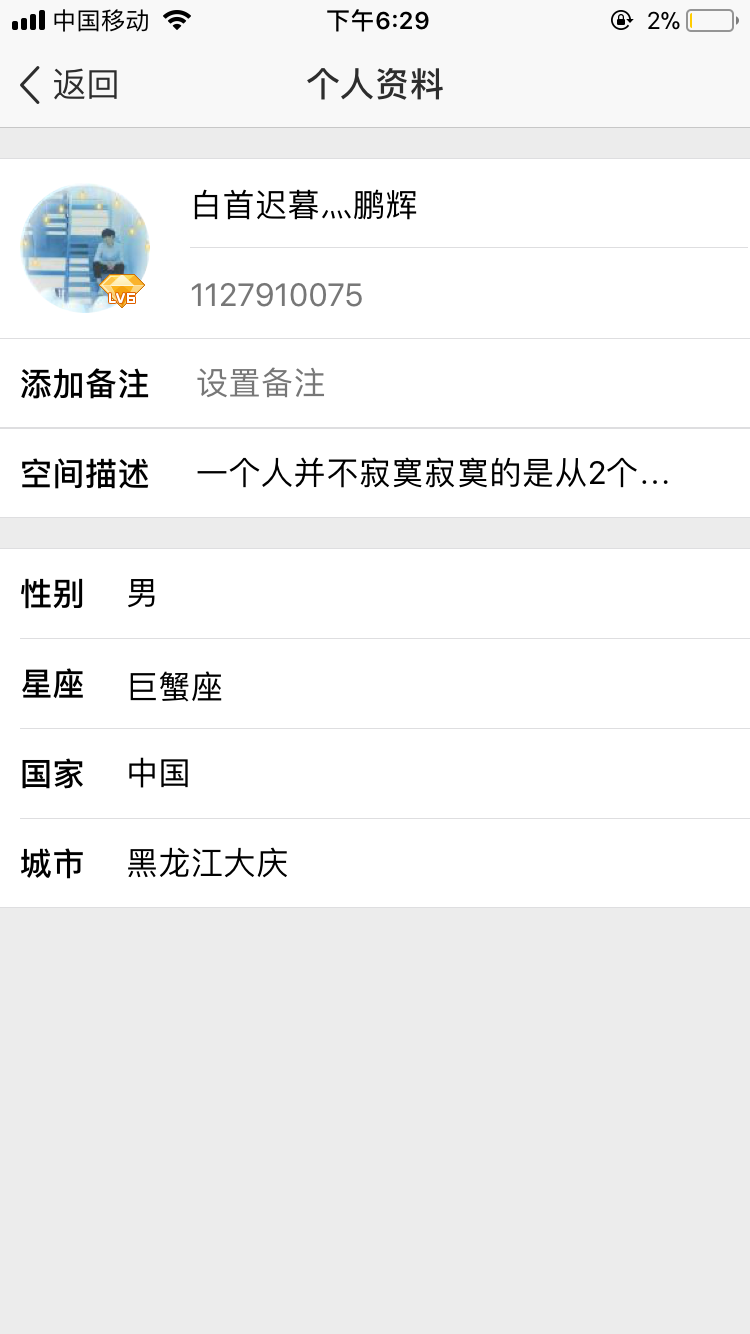 中国移动 下午6:29 2%
返回 个人资料
白首迟暮灬鹏辉
LV6
1127910075
添加备注 设置备注
空间描述 一个人并不寂寞寂寞的是从2个...
性别 男
星座 巨蟹座
国家 中国
城市 黑龙江大庆